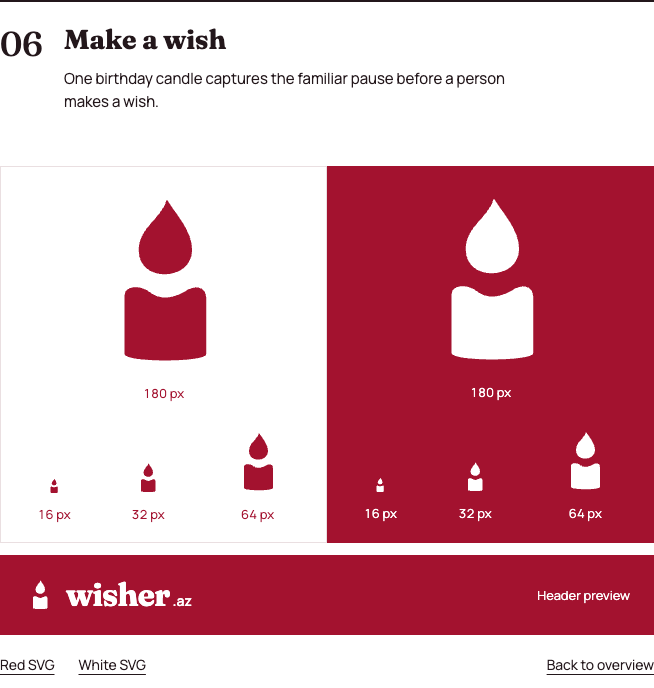 06
Make a wish
One birthday candle captures the familiar pause before a person
makes a wish.
180 px
180 px
16 px
32 px
64 px
16 px
32 px
64 px
wisher.az
Header preview
Red SVG
White SVG
Back to overview